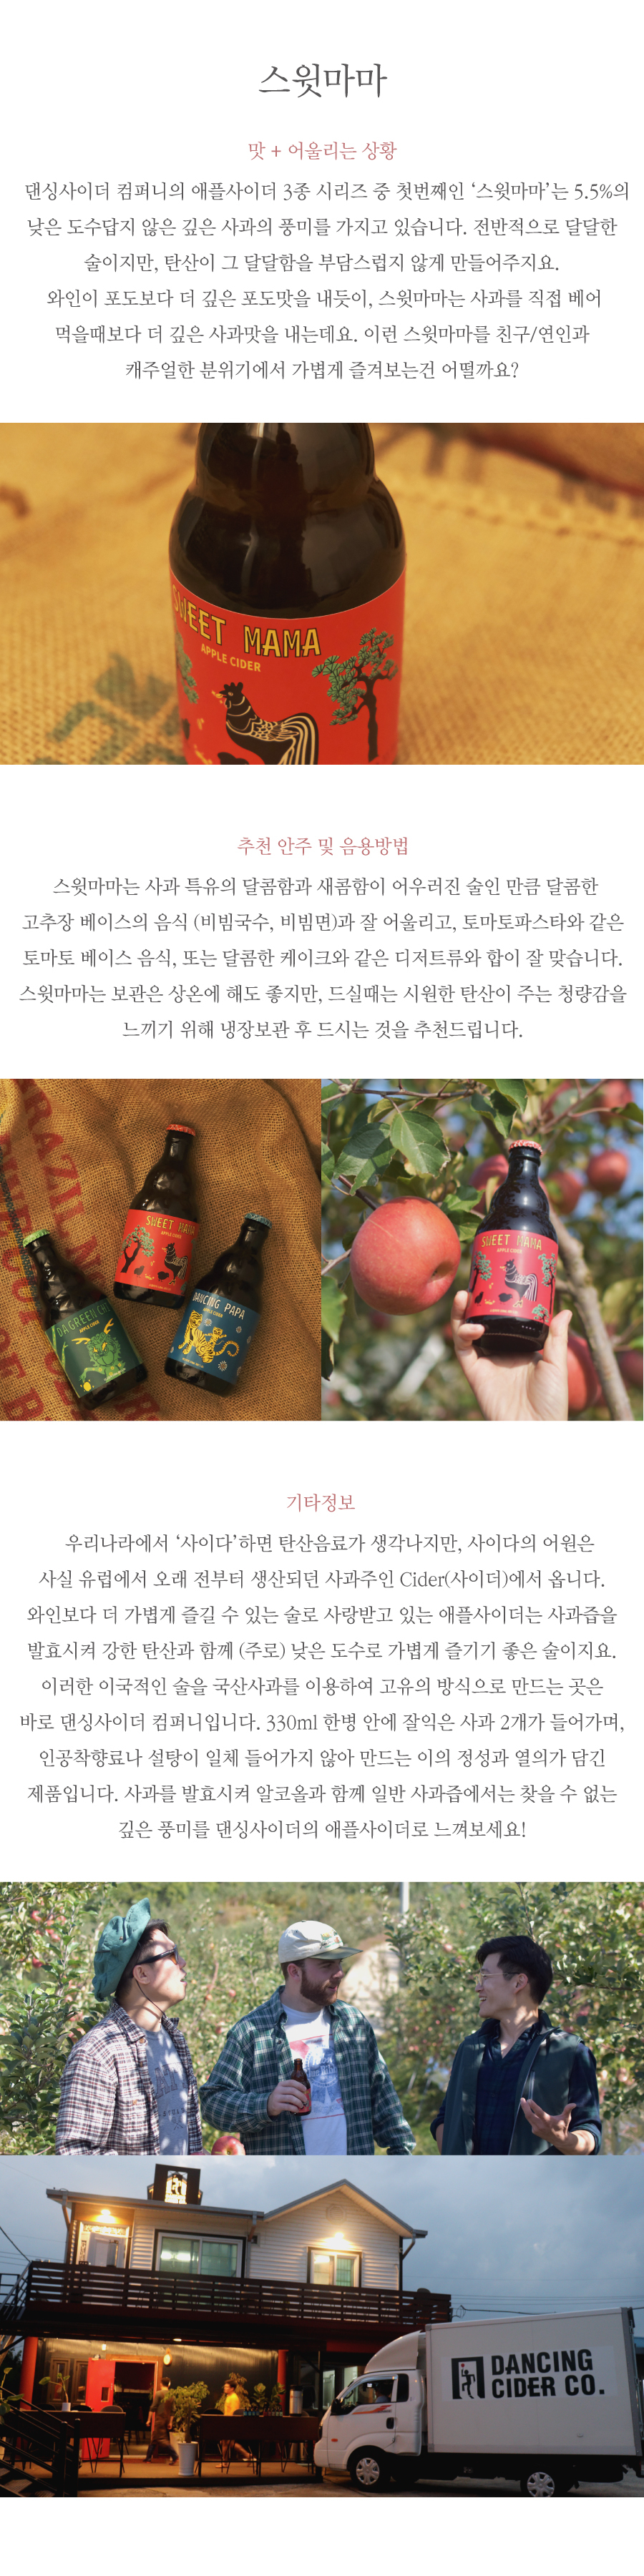 스윗마마
맛 + 어울리는 상황
댄싱사이더 컴퍼니의 애플사이더 3종 시리즈 중 첫번째인 ‘스윗마마’는 5.5%의
낮은 도수답지 않은 깊은 사과의 풍미를 가지고 있습니다. 전반적으로 달달한
술이지만, 탄산이 그 달달함을 부담스럽지 않게 만들어주지요.
와인이 포도보다 더 깊은 포도맛을 내듯이, 스윗마마는 사과를 직접 베어
먹을때보다 더 깊은 사과맛을 내는데요. 이런 스윗마마를 친구/연인과
캐주얼한 분위기에서 가볍게 즐겨보는건 어떨까요?
SWEET MAMA
APPLE CIDER
추천 안주 및 음용방법
스윗마마는 사과 특유의 달콤함과 새콤함이 어우러진 술인 만큼 달콤한
고추장 베이스의 음식 (비빔국수, 비빔면)과 잘 어울리고, 토마토파스타와 같은
토마토 베이스 음식, 또는 달콤한 케이크와 같은 디저트류와 합이 잘 맞습니다.
스윗마마는 보관은 상온에 해도 좋지만, 드실때는 시원한 탄산이 주는 청량감을
느끼기 위해 냉장보관 후 드시는 것을 추천드립니다.
SWEET MAMA
APPLE CIDER
DANCING PAPA
APPLE CIDER
DAGREEN
APPLE CIDER
SWEET MAMA
APPLE CIDER
기타정보
우리나라에서 ‘사이다’하면 탄산음료가 생각나지만, 사이다의 어원은
사실 유럽에서 오래 전부터 생산되던 사과주인 Cider(사이더)에서 옵니다.
와인보다 더 가볍게 즐길 수 있는 술로 사랑받고 있는 애플사이더는 사과즙을
발효시켜 강한 탄산과 함께 (주로) 낮은 도수로 가볍게 즐기기 좋은 술이지요.
이러한 이국적인 술을 국산사과를 이용하여 고유의 방식으로 만드는 곳은
바로 댄싱사이더 컴퍼니입니다. 330ml 한병 안에 잘익은 사과 2개가 들어가며,
인공착향료나 설탕이 일체 들어가지 않아 만드는 이의 정성과 열의가 담긴
제품입니다. 사과를 발효시켜 알코올과 함께 일반 사과즙에서는 찾을 수 없는
깊은 풍미를 댄싱사이더의 애플사이더로 느껴보세요!
DANCING
CIDER CO.